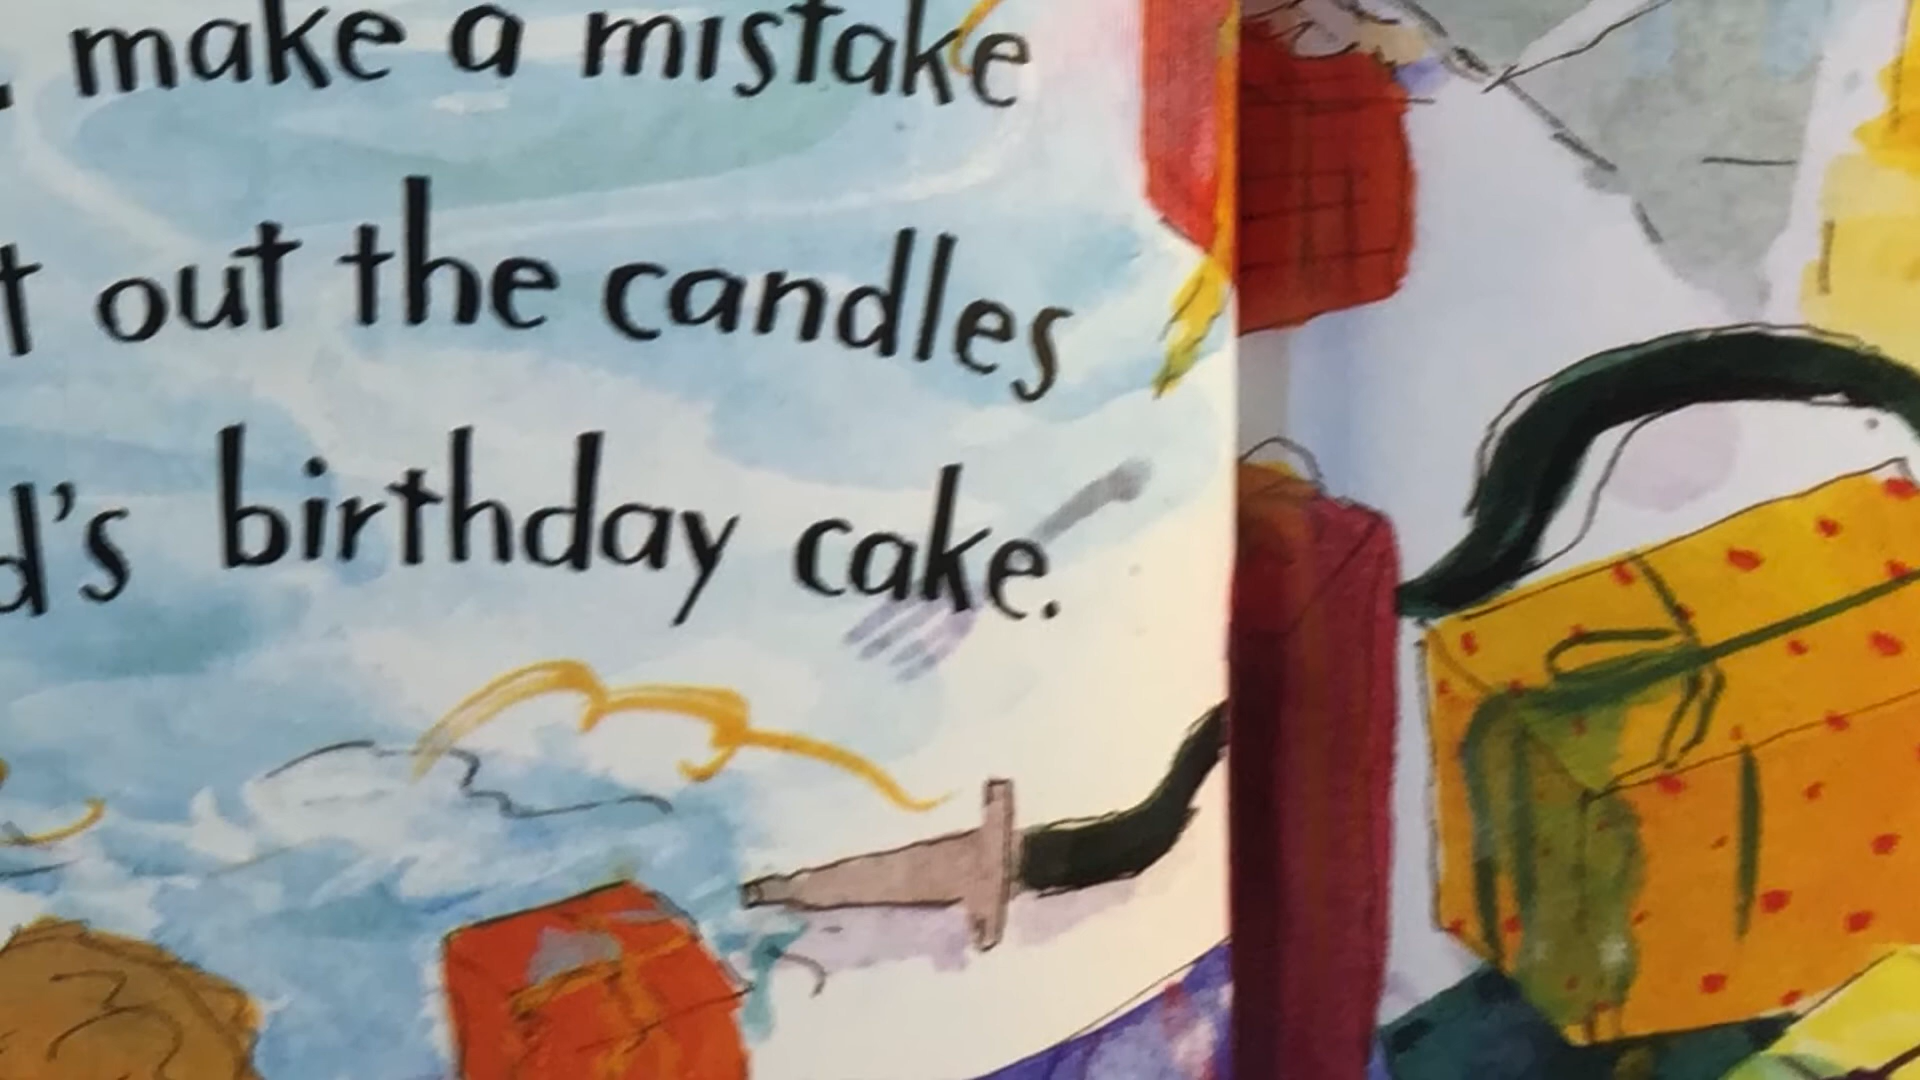 make a mistake
out the candles
birthday cake.